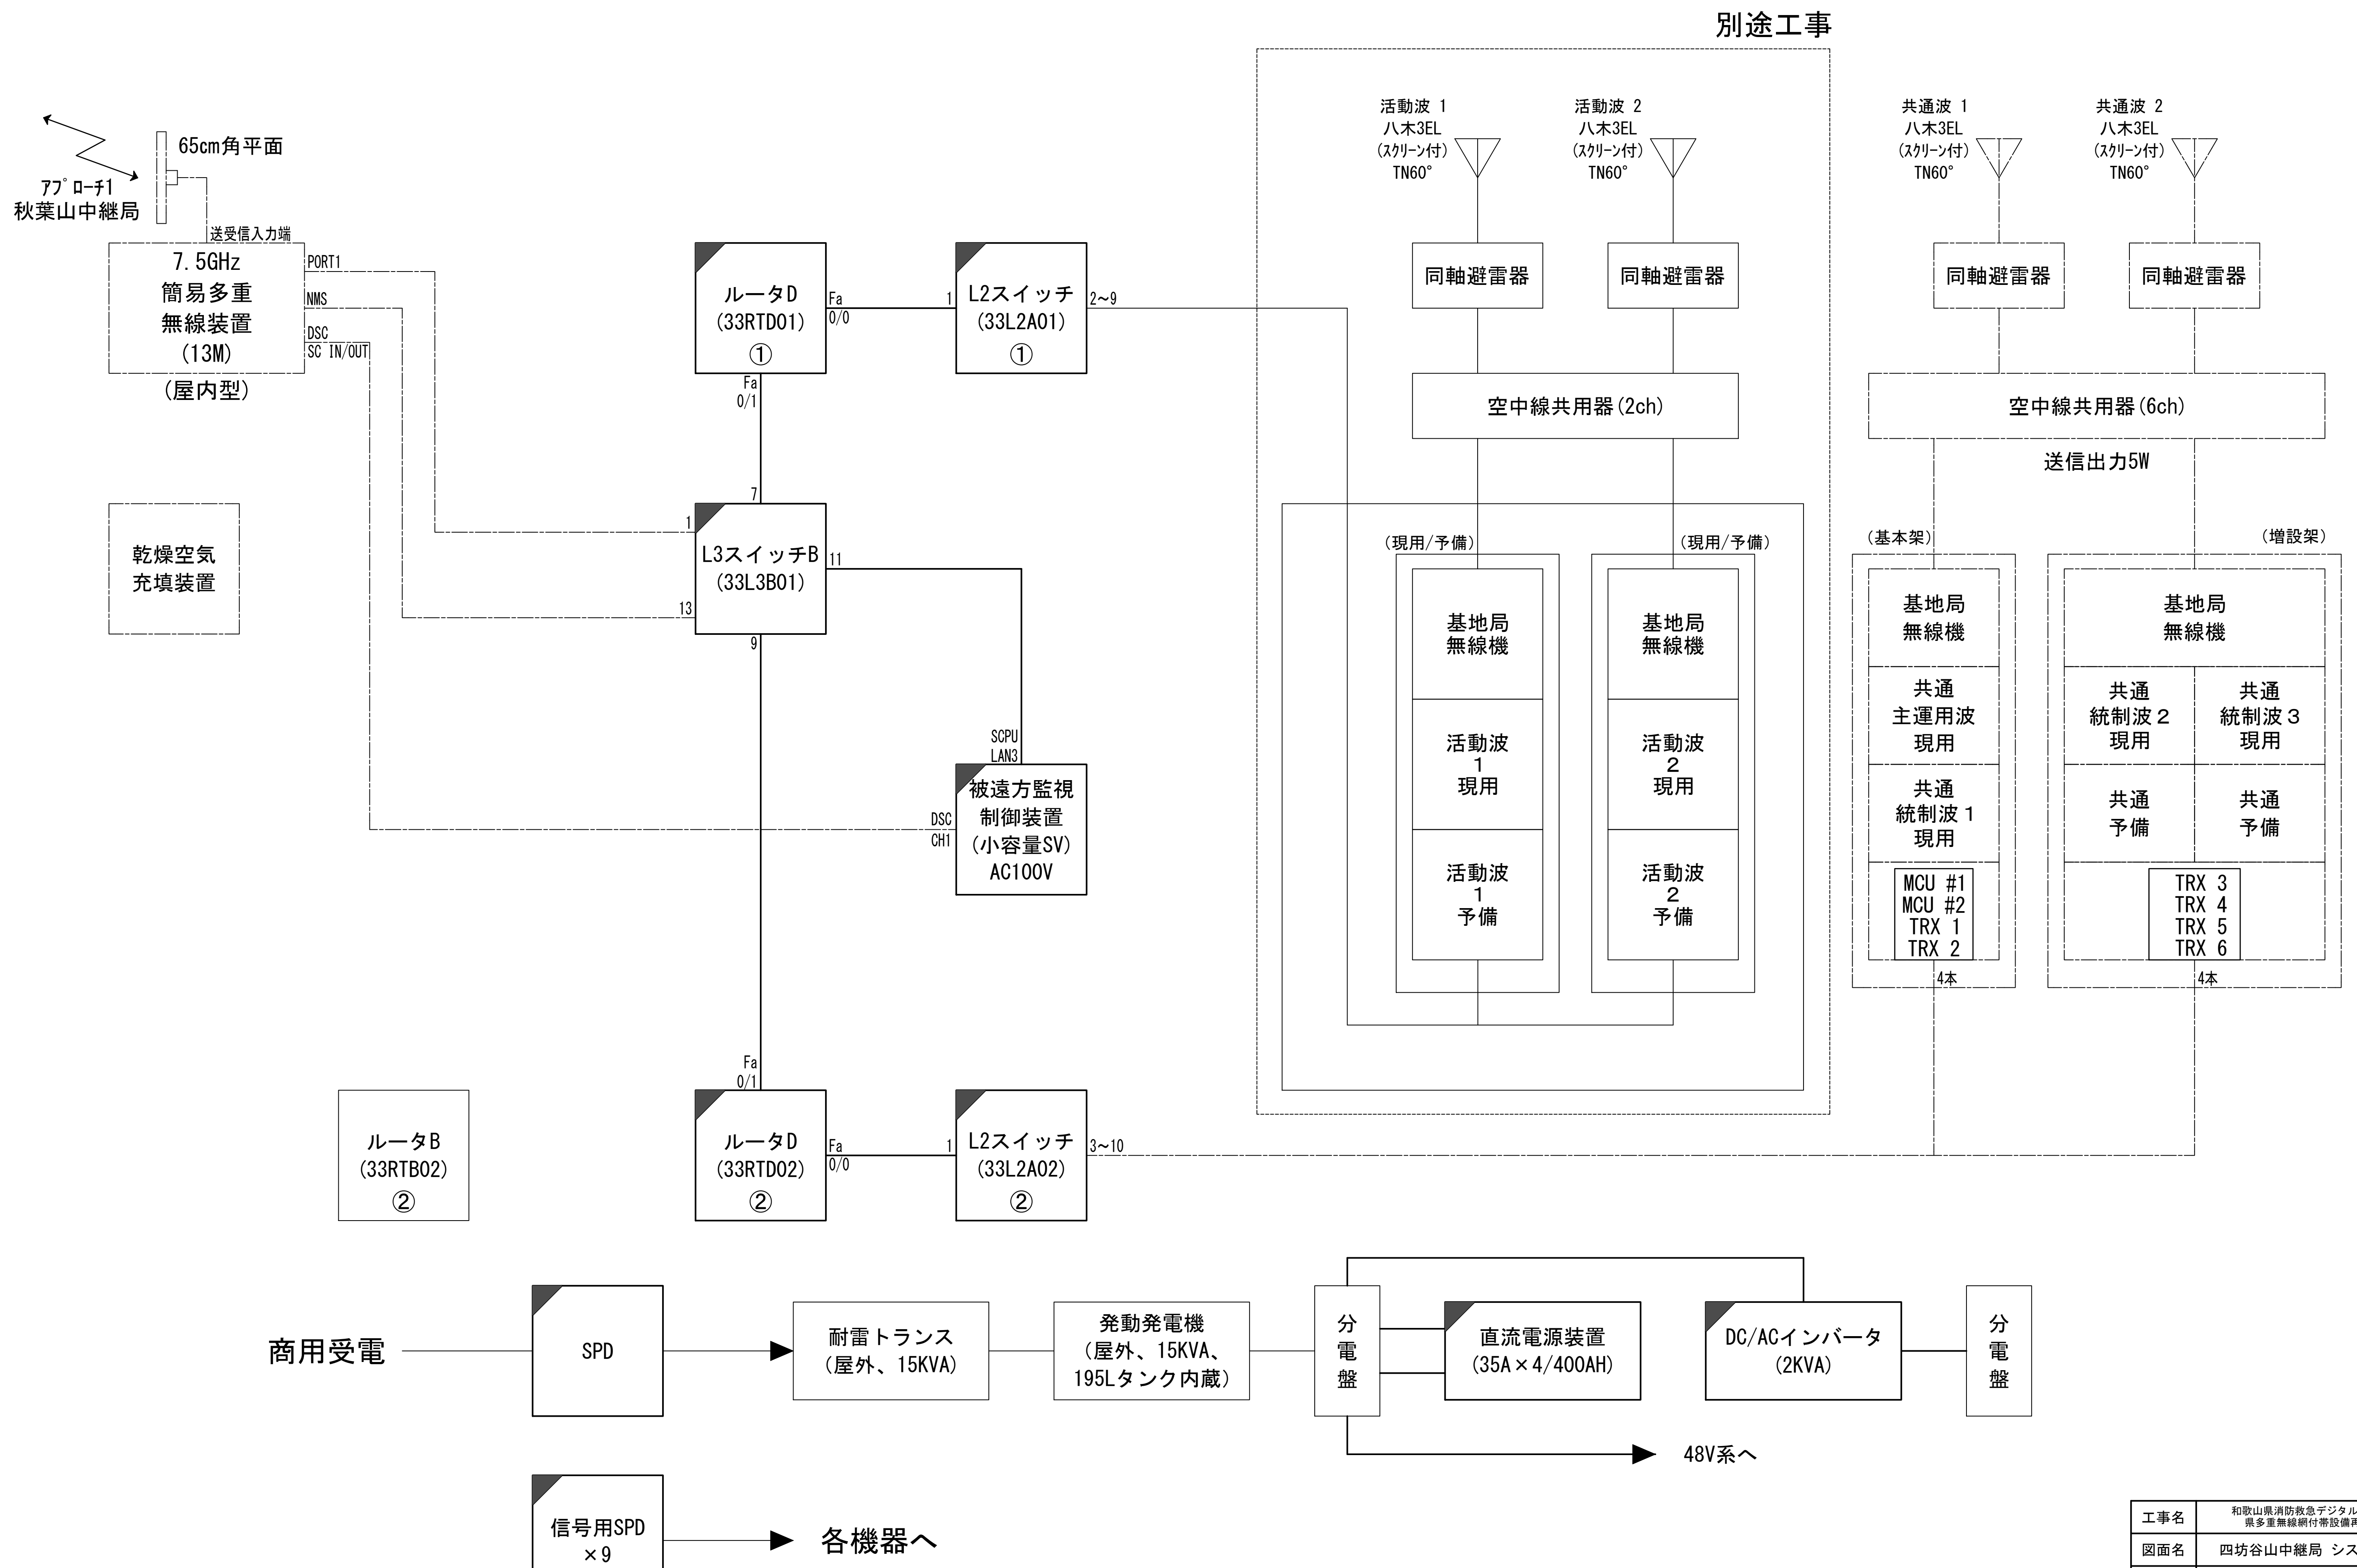 別途工事
65cm角平面
ｱﾌﾟﾛｰﾁ1
秋葉山中継局
送受信入力端
7.5GHz
簡易多重
無線装置
(13M)
(屋内型)
PORT1
NMS
DSC
SC IN/OUT
乾燥空気
充填装置
ルータD
(33RTD01)
①
Fa
0/0
Fa
0/1
1
L2スイッチ
(33L2A01)
①
2～9
7
1
L3スイッチB
(33L3B01)
11
13
9
SCPU
LAN3
被遠方監視
制御装置
(小容量SV)
AC100V
DSC
CH1
Fa
0/1
ルータB
(33RTB02)
②
ルータD
(33RTD02)
②
Fa
0/0
1
L2スイッチ
(33L2A02)
②
3～10
活動波 1
八木3EL
(ｽｸﾘｰﾝ付)
TN60°
活動波 2
八木3EL
(ｽｸﾘｰﾝ付)
TN60°
同軸避雷器
同軸避雷器
空中線共用器(2ch)
(現用/予備)
(現用/予備)
基地局
無線機
活動波
1
現用
活動波
1
予備
基地局
無線機
活動波
2
現用
活動波
2
予備
共通波 1
八木3EL
(ｽｸﾘｰﾝ付)
TN60°
共通波 2
八木3EL
(ｽｸﾘｰﾝ付)
TN60°
同軸避雷器
同軸避雷器
空中線共用器(6ch)
送信出力5W
(基本架)
(増設架)
基地局
無線機
共通
主運用波
現用
共通
統制波１
現用
MCU #1
MCU #2
TRX 1
TRX 2
4本
基地局
無線機
共通
統制波２
現用
共通
統制波３
現用
共通
予備
共通
予備
TRX 3
TRX 4
TRX 5
TRX 6
4本
商用受電
SPD
耐雷トランス
(屋外、15KVA)
発動発電機
(屋外、15KVA、
195Lタンク内蔵)
分電盤
直流電源装置
(35A×4/400AH)
DC/ACインバータ
(2KVA)
分電盤
48V系へ
信号用SPD
×9
各機器へ
工事名
和歌山県消防救急デジタル
県多重無線網付帯設備再
図面名
四坊谷山中継局 シス